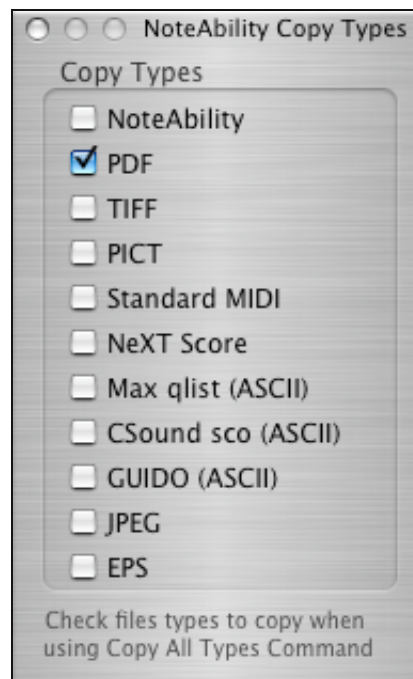 NoteAbility Copy Types
Copy Types
NoteAbility
PDF
TIFF
PICT
Standard MIDI
NeXT Score
Max qlist (ASCII)
CSound sco (ASCII)
GUIDO (ASCII)
JPEG
EPS
Check files types to copy when
using Copy All Types Command